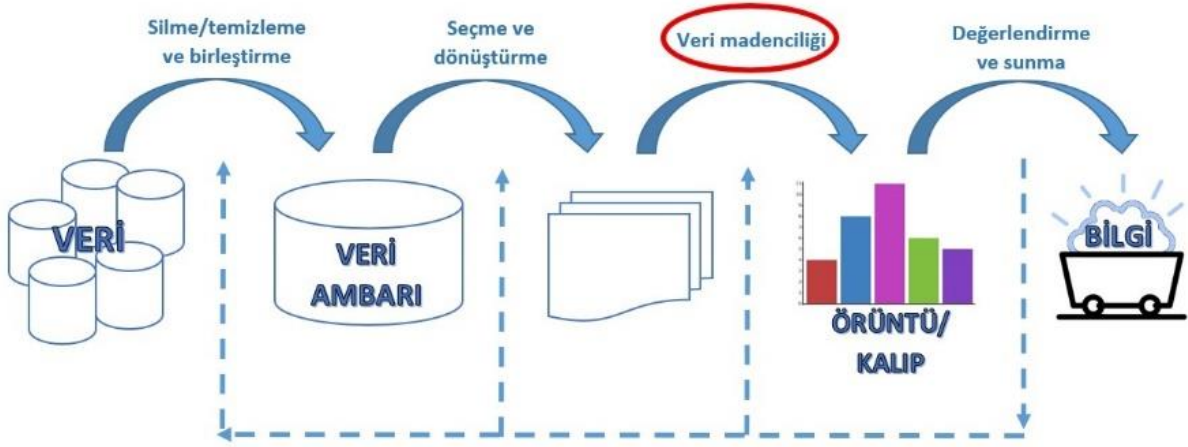 Silme/temizleme
ve birleştirme
Seçme ve
dönüştürme
Veri madenciliği
Değerlendirme
ve sunma
VERİ
VERİ
AMBARI
ÖRÜNTÜ/
KALIP
BİLGİ